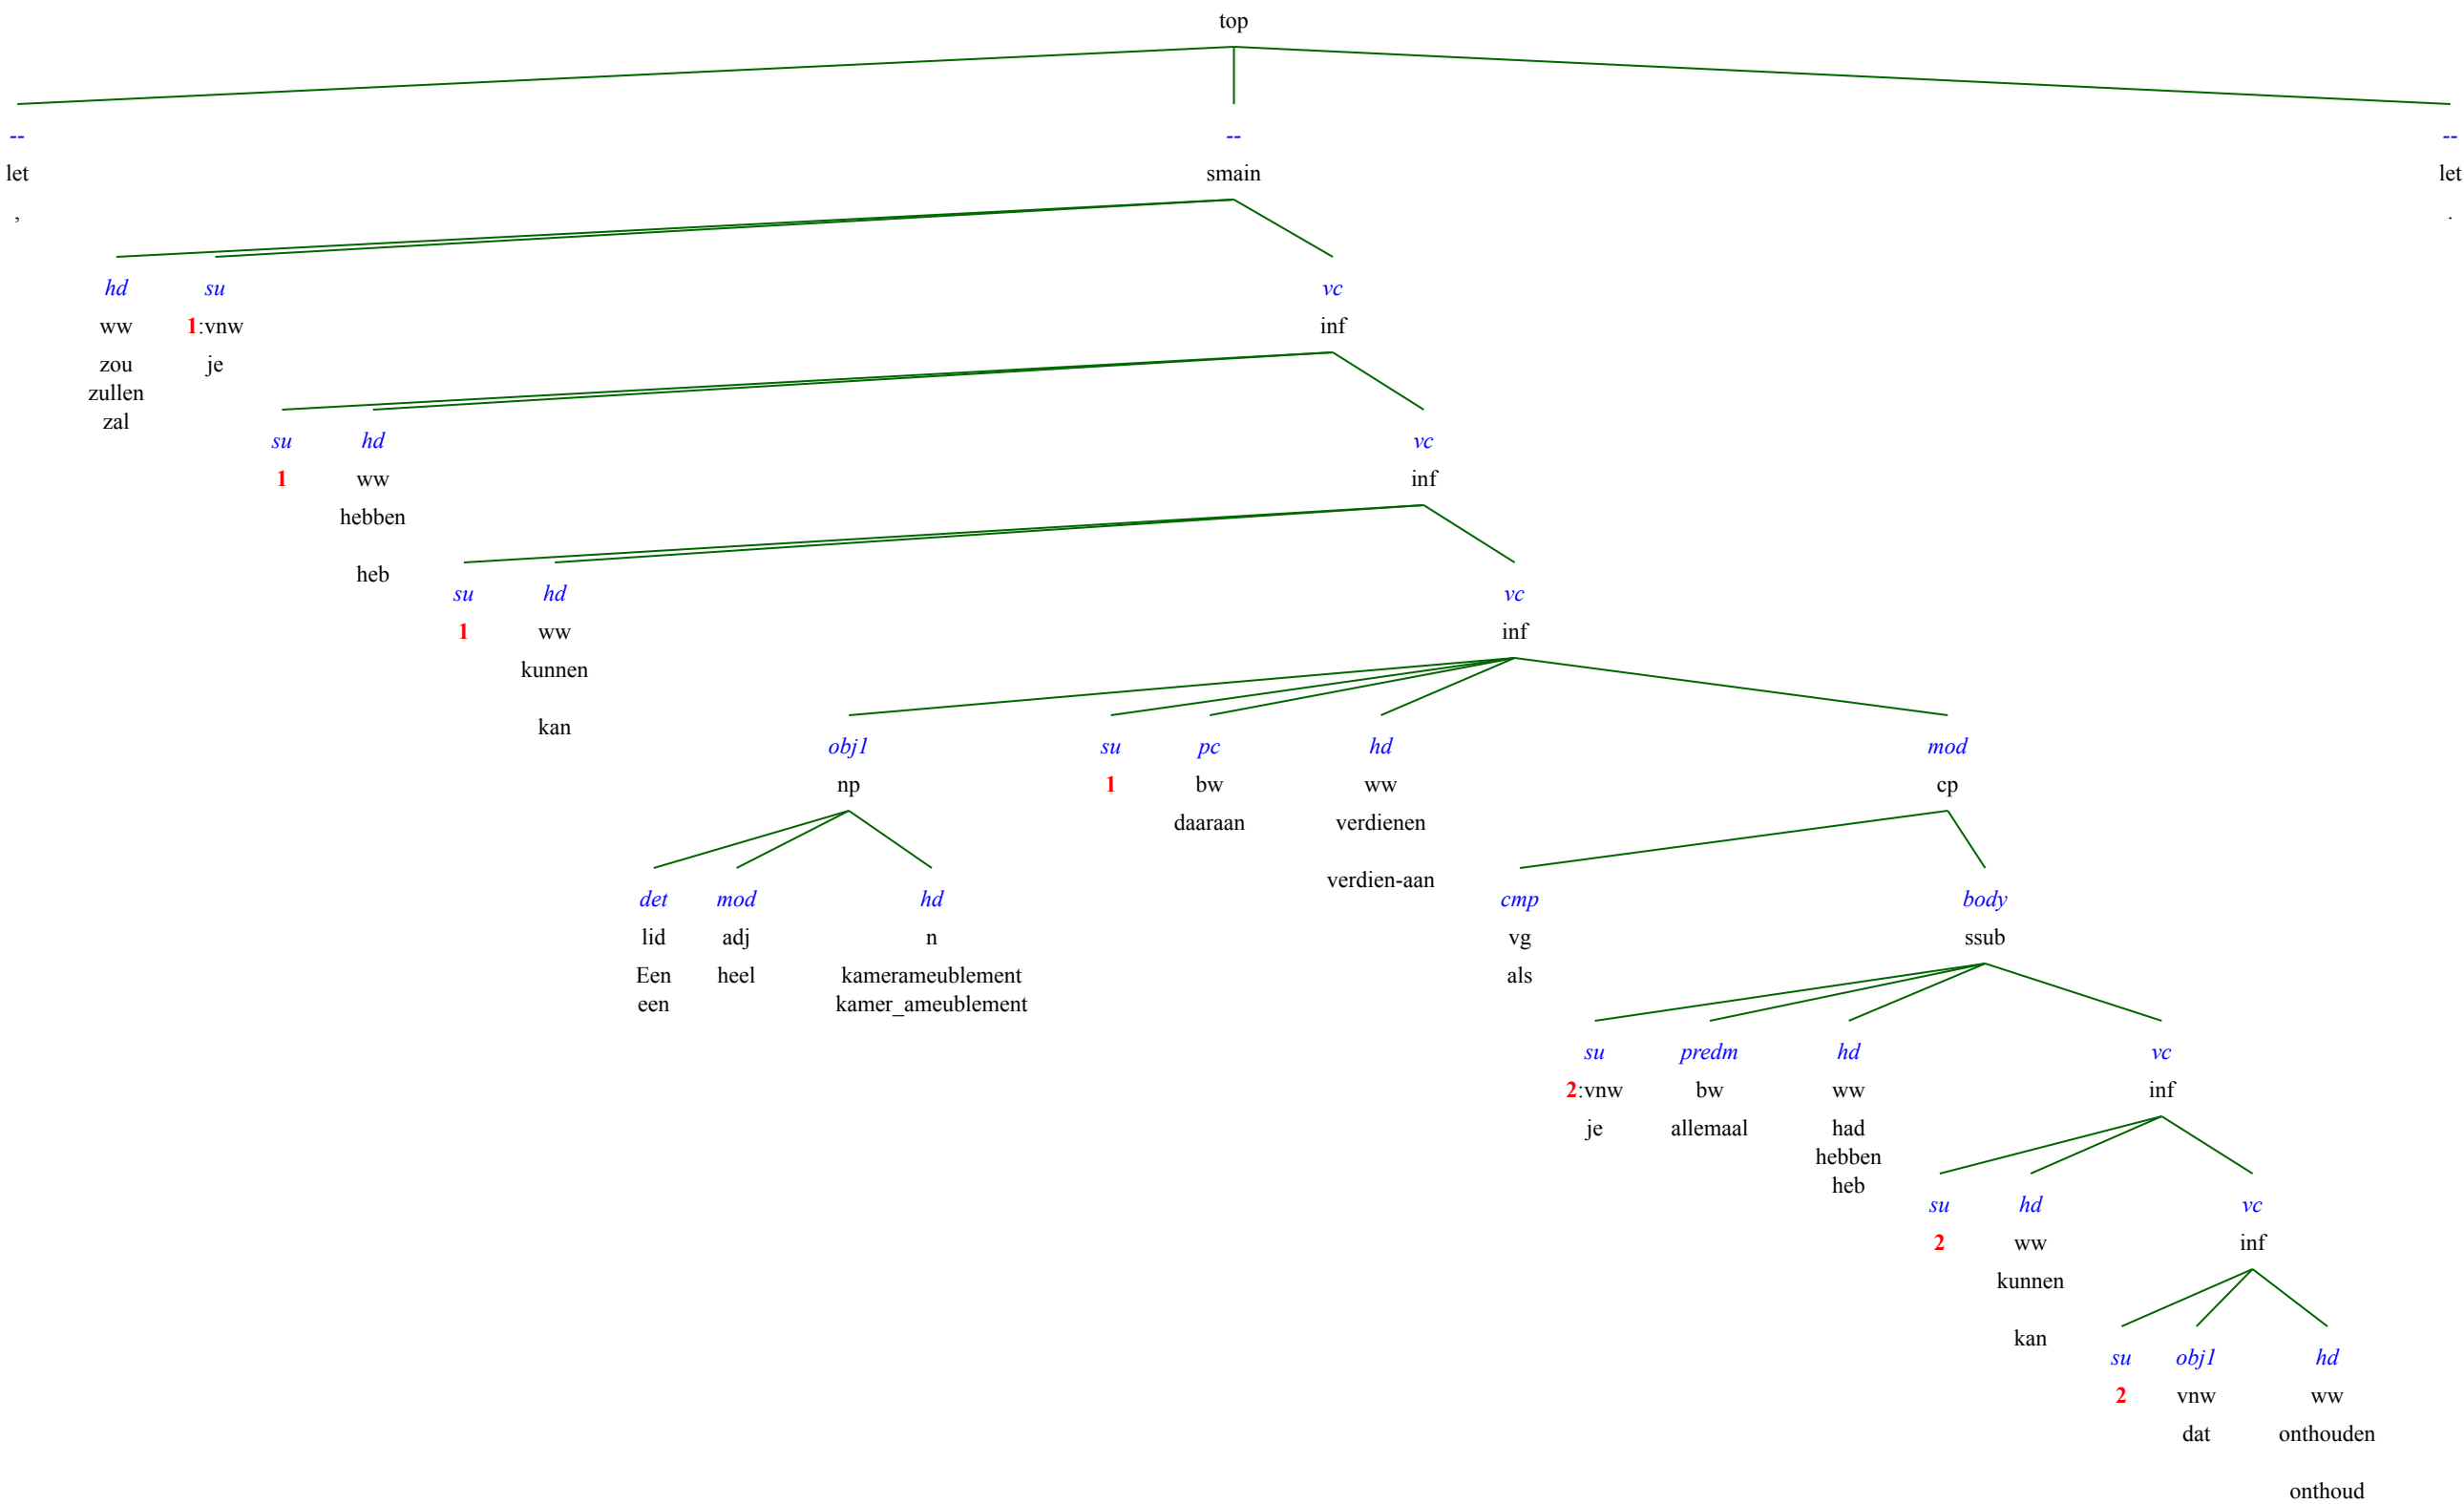 top
-- -- --
let smain let
, .
hd su vc
ww 1:vnw inf
zou je
zullen
zal
su hd vc
1 ww inf
hebben
heb
su hd vc
1 ww inf
kunnen
kan
obj1 su pc hd mod
np 1 bw ww cp
daaraan verdienen
verdien-aan
det mod hd cmp body
lid adj n vg ssub
Een heel kamerameublement als
een kamer_ameublement
su predm hd vc
2:vnw bw ww inf
je allemaal had
hebben
heb
su hd vc
2 ww inf
kunnen
kan
su obj1 hd
2 vnw ww
dat onthouden
onthoud